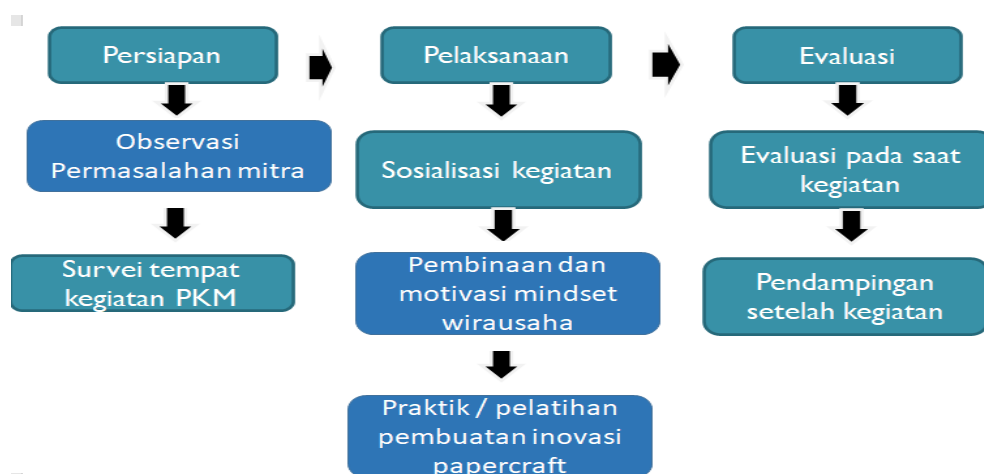 Persiapan
Observasi
Permasalahan mitra
Survei tempat
kegiatan PKM
Pelaksanaan
Sosialisasi kegiatan
Pembinaan dan
motivasi mindset
wirausaha
Praktik / pelatihan
pembuatan inovasi
papercraft
Evaluasi
Evaluasi pada saat
kegiatan
Pendampingan
setelah kegiatan